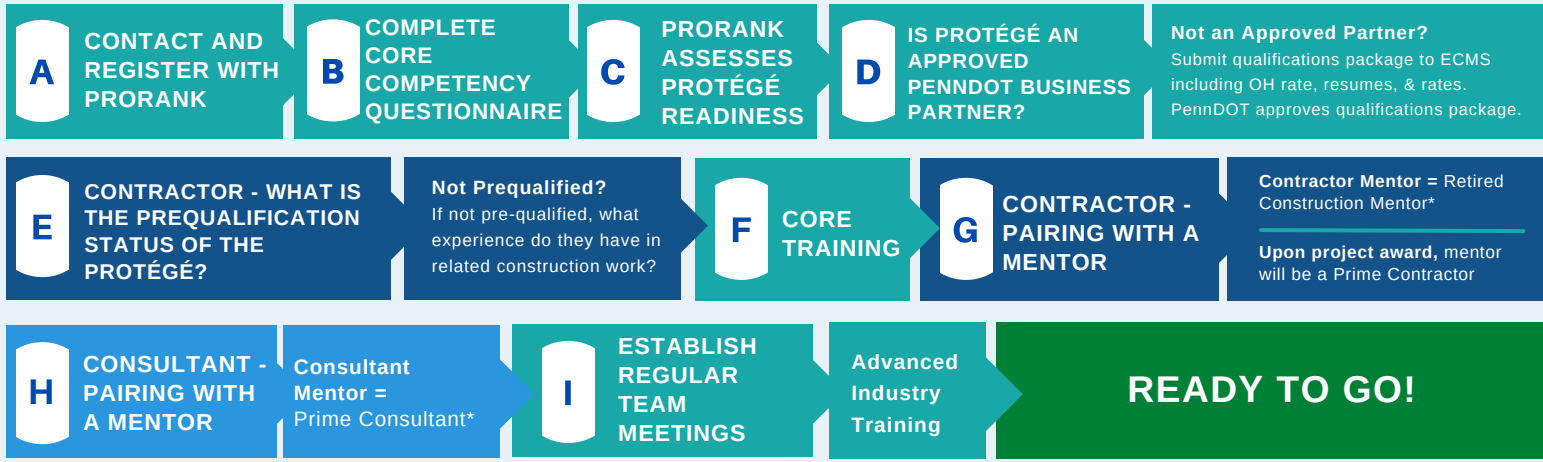 A
CONTACT AND
REGISTER WITH
PRORANK
B
COMPLETE
CORE
COMPETENCY
QUESTIONNAIRE
C
PRORANK
ASSESSES
PROTÉGÉ
READINESS
D
IS PROTÉGÉ AN
APPROVED
PENNDOT BUSINESS
PARTNER?
Not an Approved Partner?
Submit qualifications package to ECMS
including OH rate, resumes, & rates.
PennDOT approves qualifications package.
E
CONTRACTOR - WHAT IS
THE PREQUALIFICATION
STATUS OF THE
PROTÉGÉ?
Not Prequalified?
If not pre-qualified, what
experience do they have in
related construction work?
F
CORE
TRAINING
G
CONTRACTOR -
PAIRING WITH A
MENTOR
Contractor Mentor = Retired
Construction Mentor*
Upon project award, mentor
will be a Prime Contractor
H
CONSULTANT -
PAIRING WITH
A MENTOR
Consultant
Mentor =
Prime Consultant*
I
ESTABLISH
REGULAR
TEAM
MEETINGS
Advanced
Industry
Training
READY TO GO!